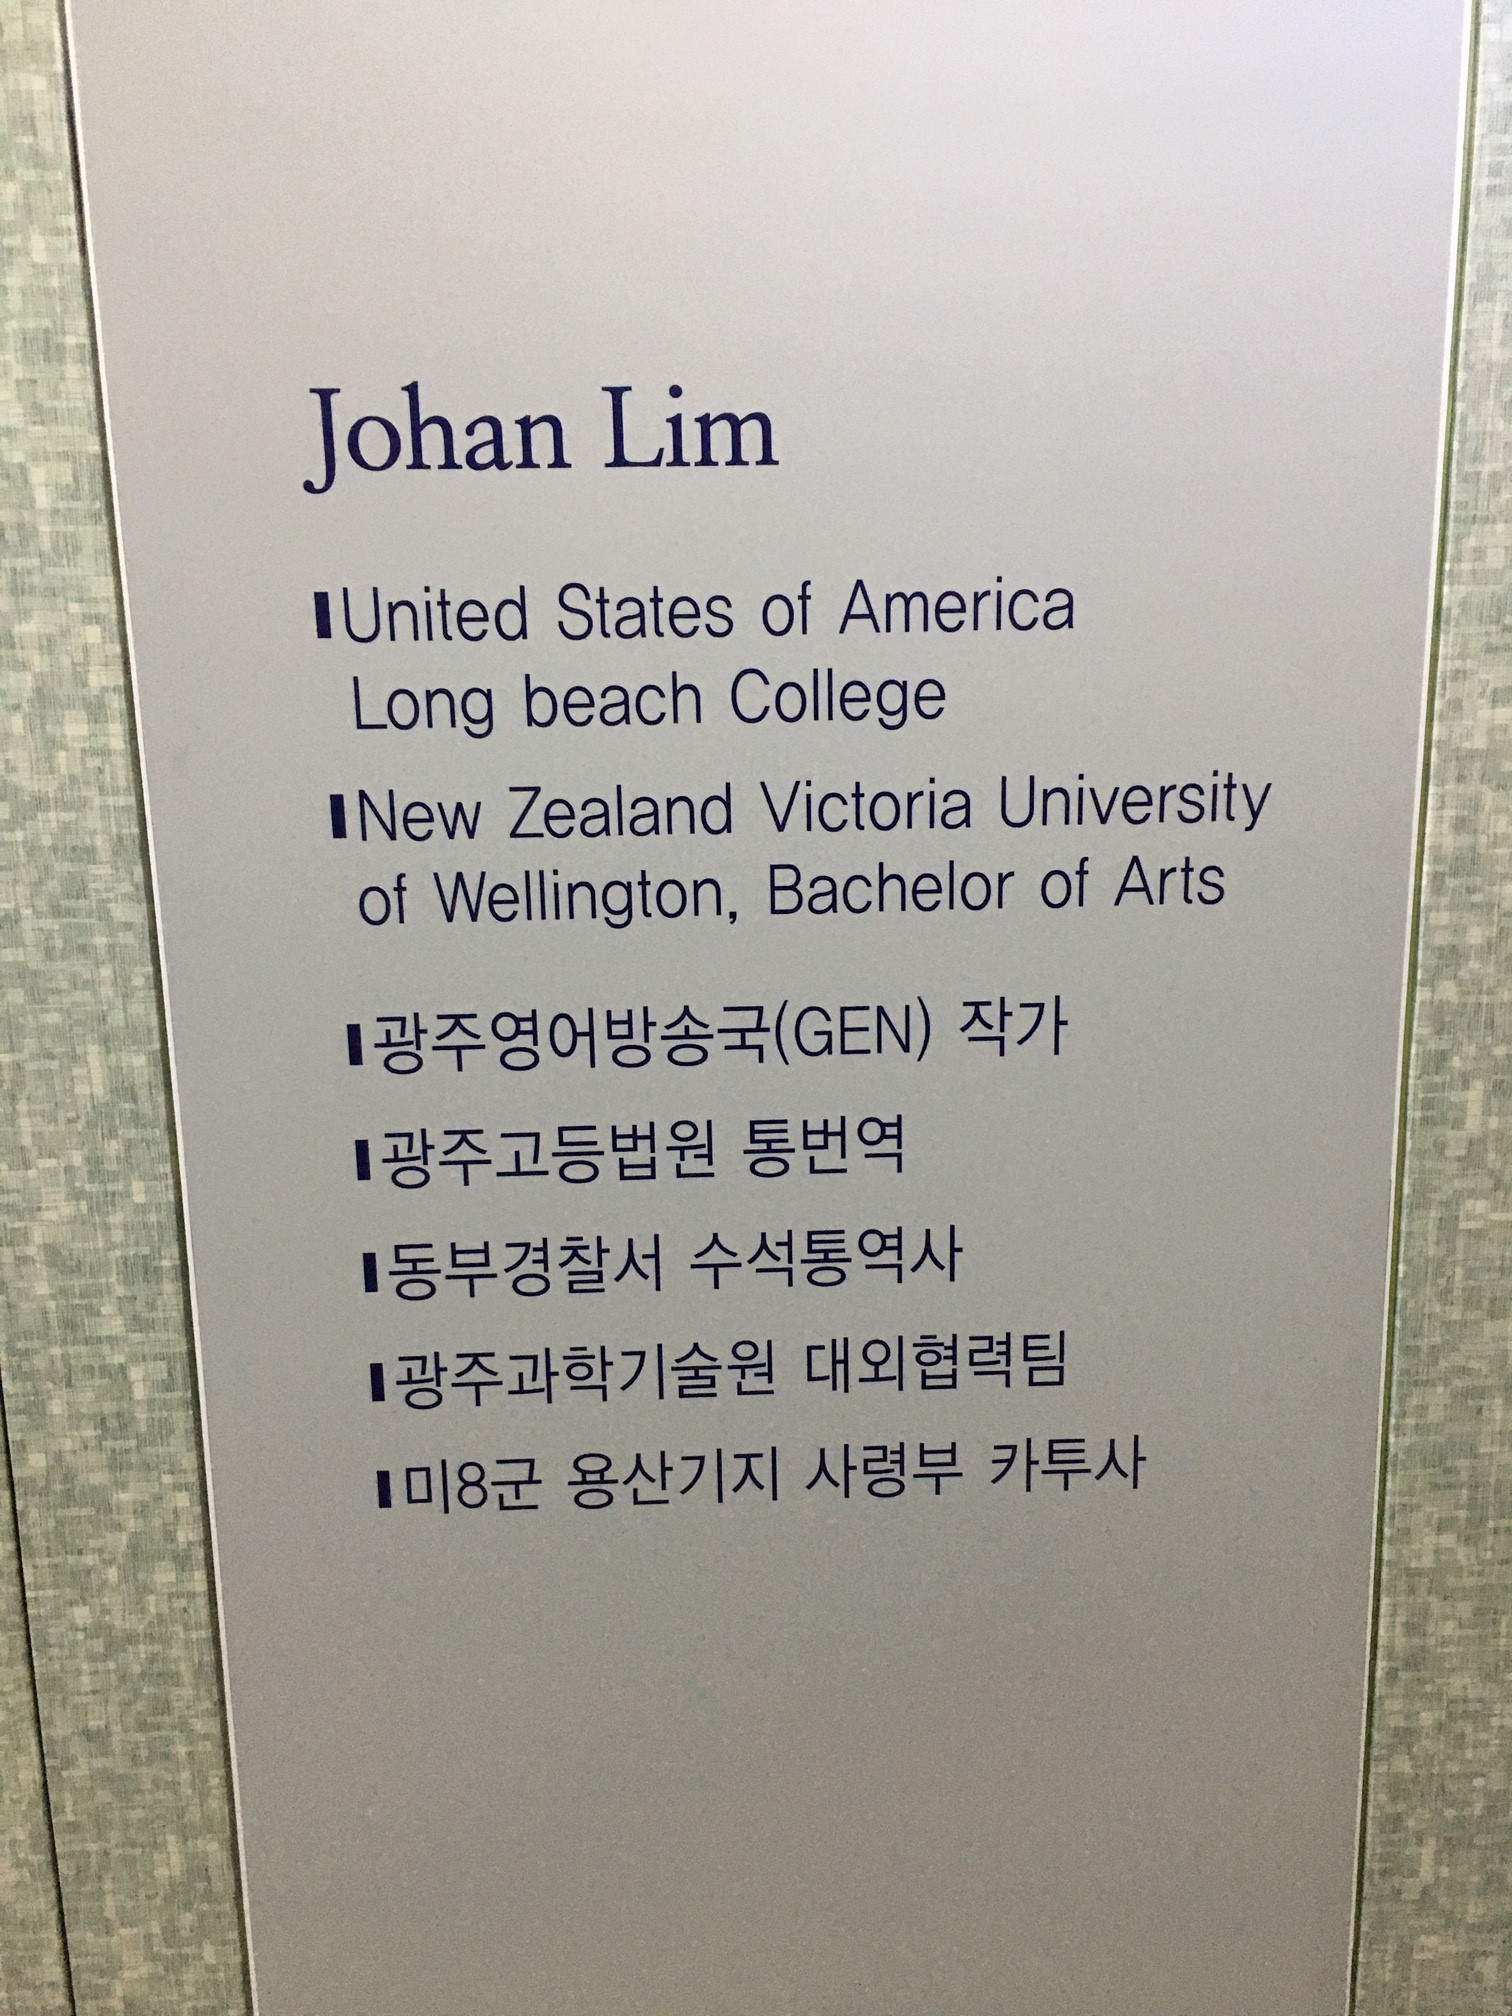 Johan Lim
United States of America
Long beach College
New Zealand Victoria University
of Wellington, Bachelor of Arts
광주영어방송국(GEN) 작가
광주고등법원 통번역
동부경찰서 수석통역사
광주과학기술원 대외협력팀
미8군 용산기지 사령부 카투사